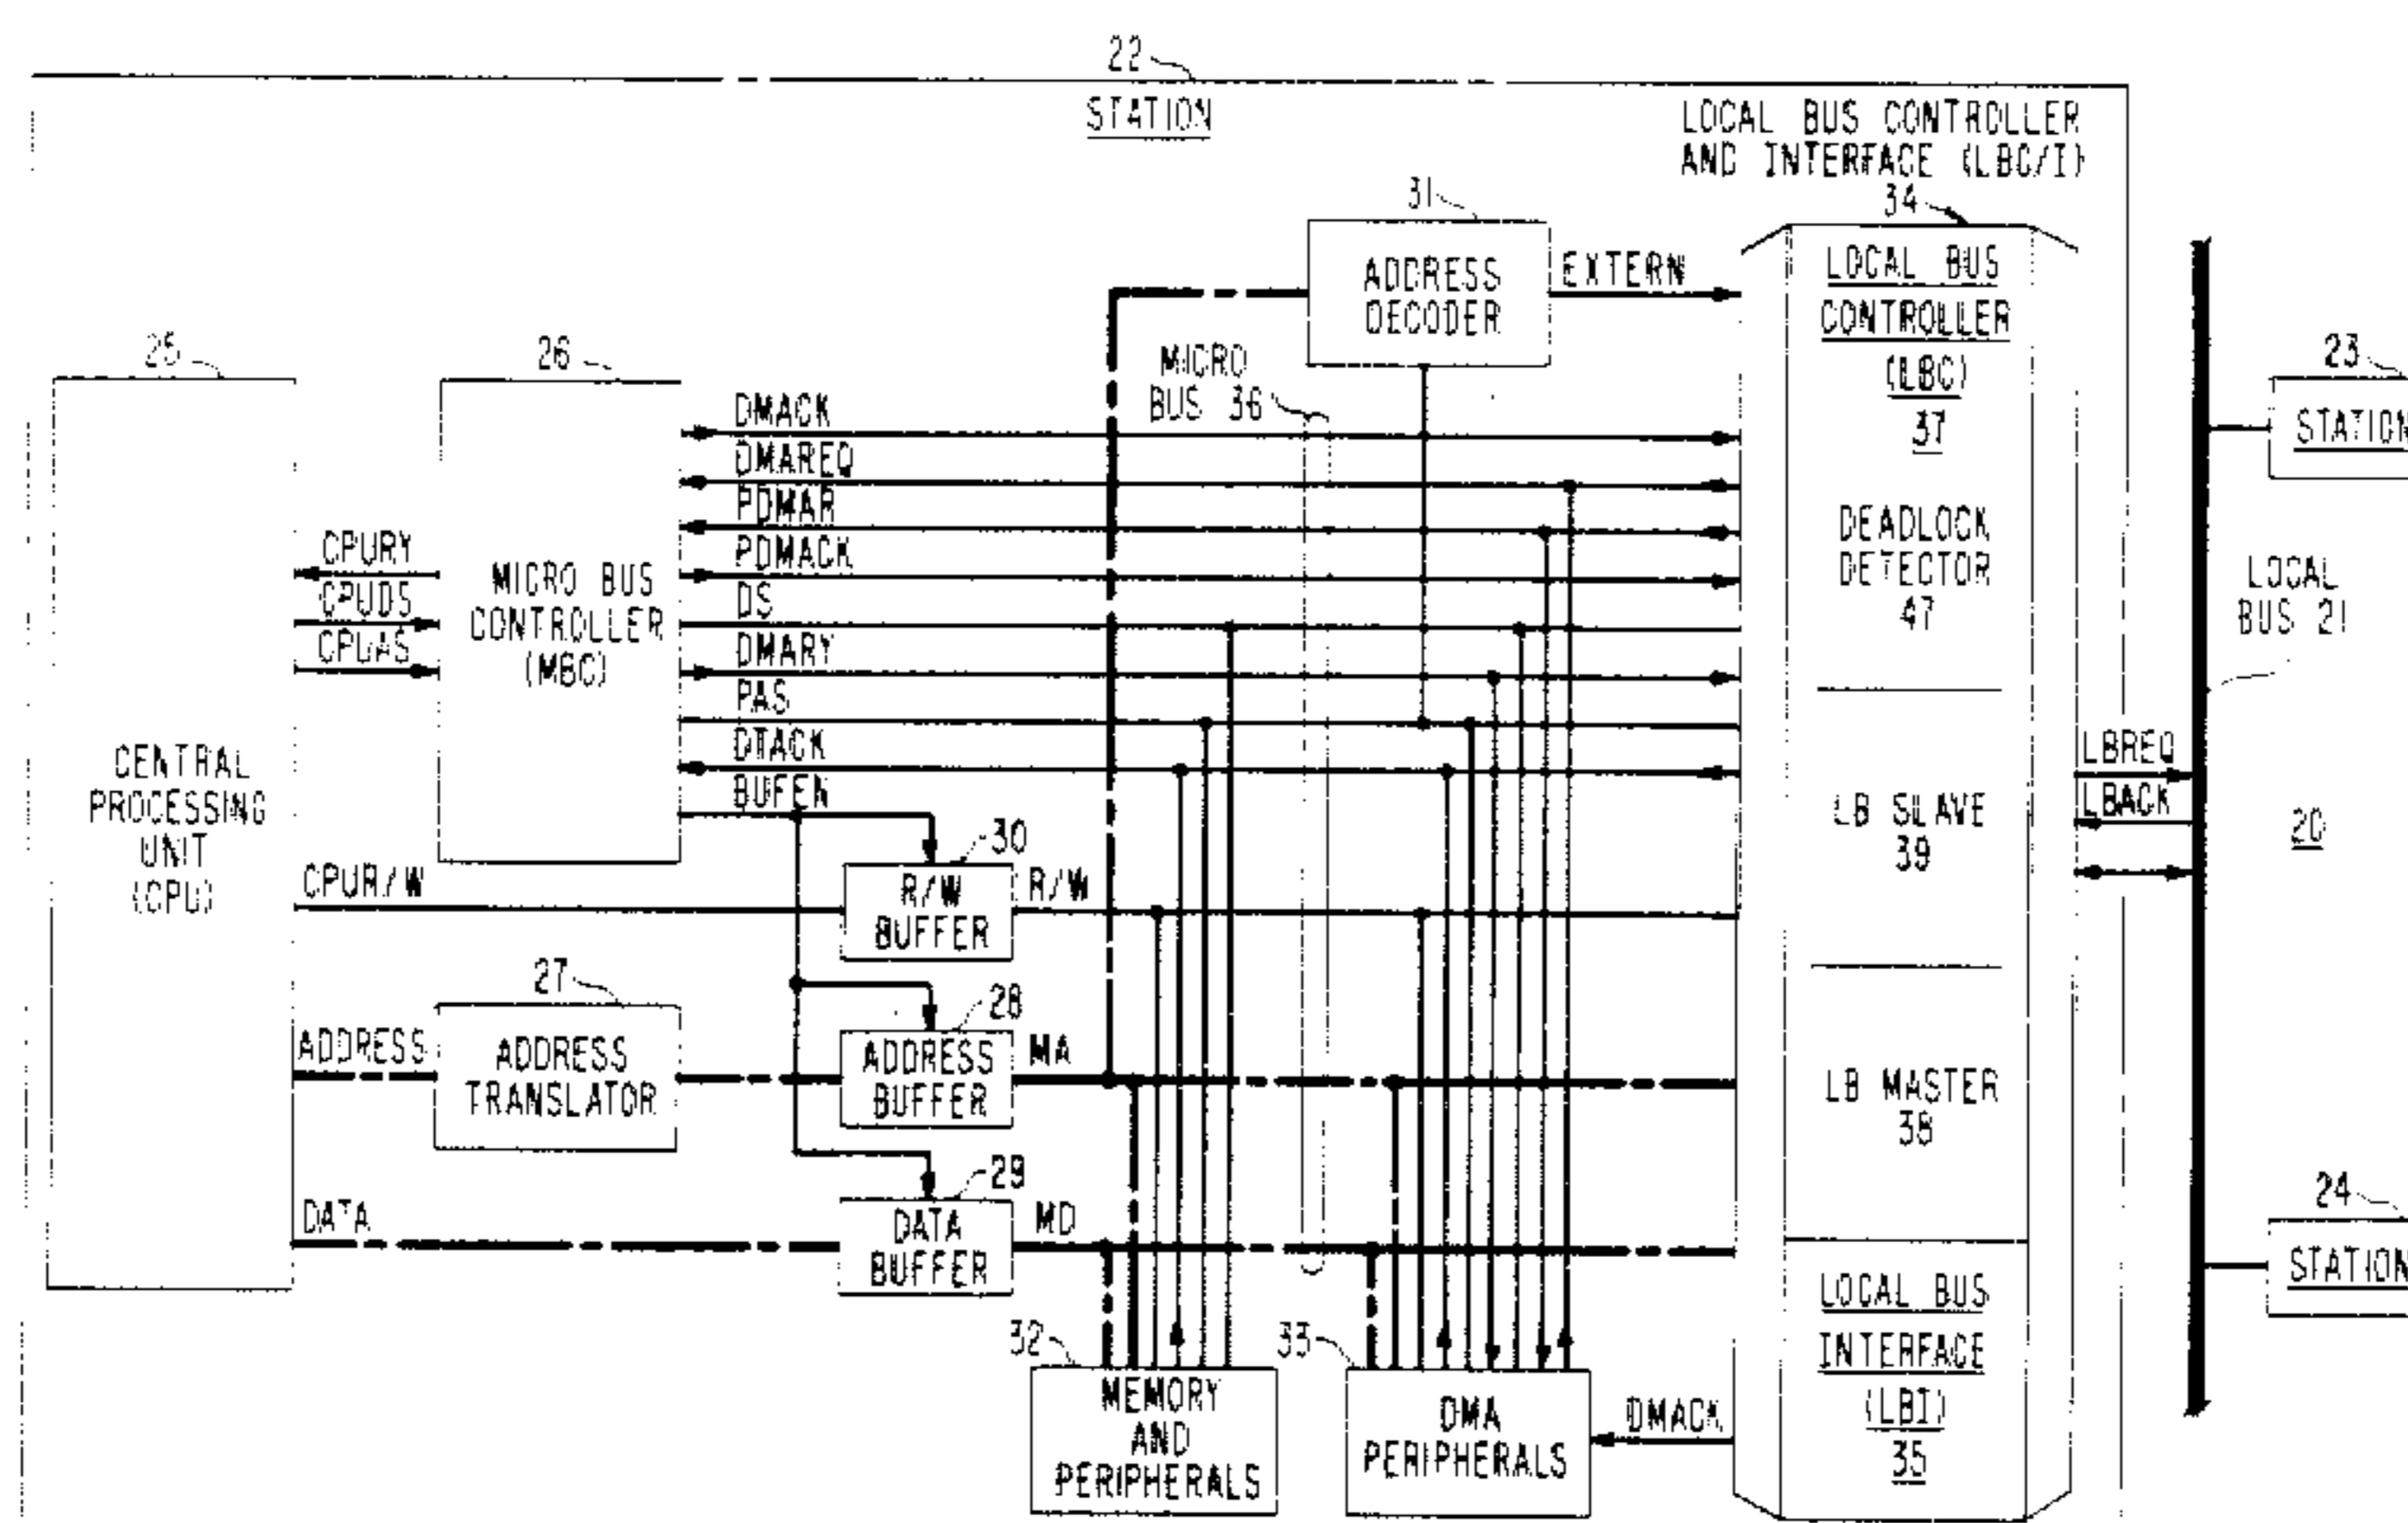 22
STATION
LOCAL BUS CONTROLLER
AND INTERFACE (LBC/I)
34
31
ADDRESS
DECODER
EXTERN
LOCAL BUS
CONTROLLER
(LBC)
37
DEADLOCK
DETECTOR
47
LB SLAVE
39
LB MASTER
38
LOCAL BUS
INTERFACE
(LBI)
35
25
CENTRAL
PROCESSING
UNIT
(CPU)
26
MICRO BUS
CONTROLLER
(MBC)
CPURY
CPUDS
CPUAS
MICRO
BUS 36
DMACK
DMAREQ
PDMAR
PDMACK
DS
DMARY
PAS
DTACK
BUFEN
CPUR/W
30
R/W
BUFFER
R/W
27
ADDRESS
ADDRESS
TRANSLATOR
28
ADDRESS
BUFFER
MA
DATA
29
DATA
BUFFER
MD
32
MEMORY
AND
PERIPHERALS
33
DMA
PERIPHERALS
DMACK
23
STATION
LOCAL
BUS 21
LBREQ
LBACK
20
24
STATION